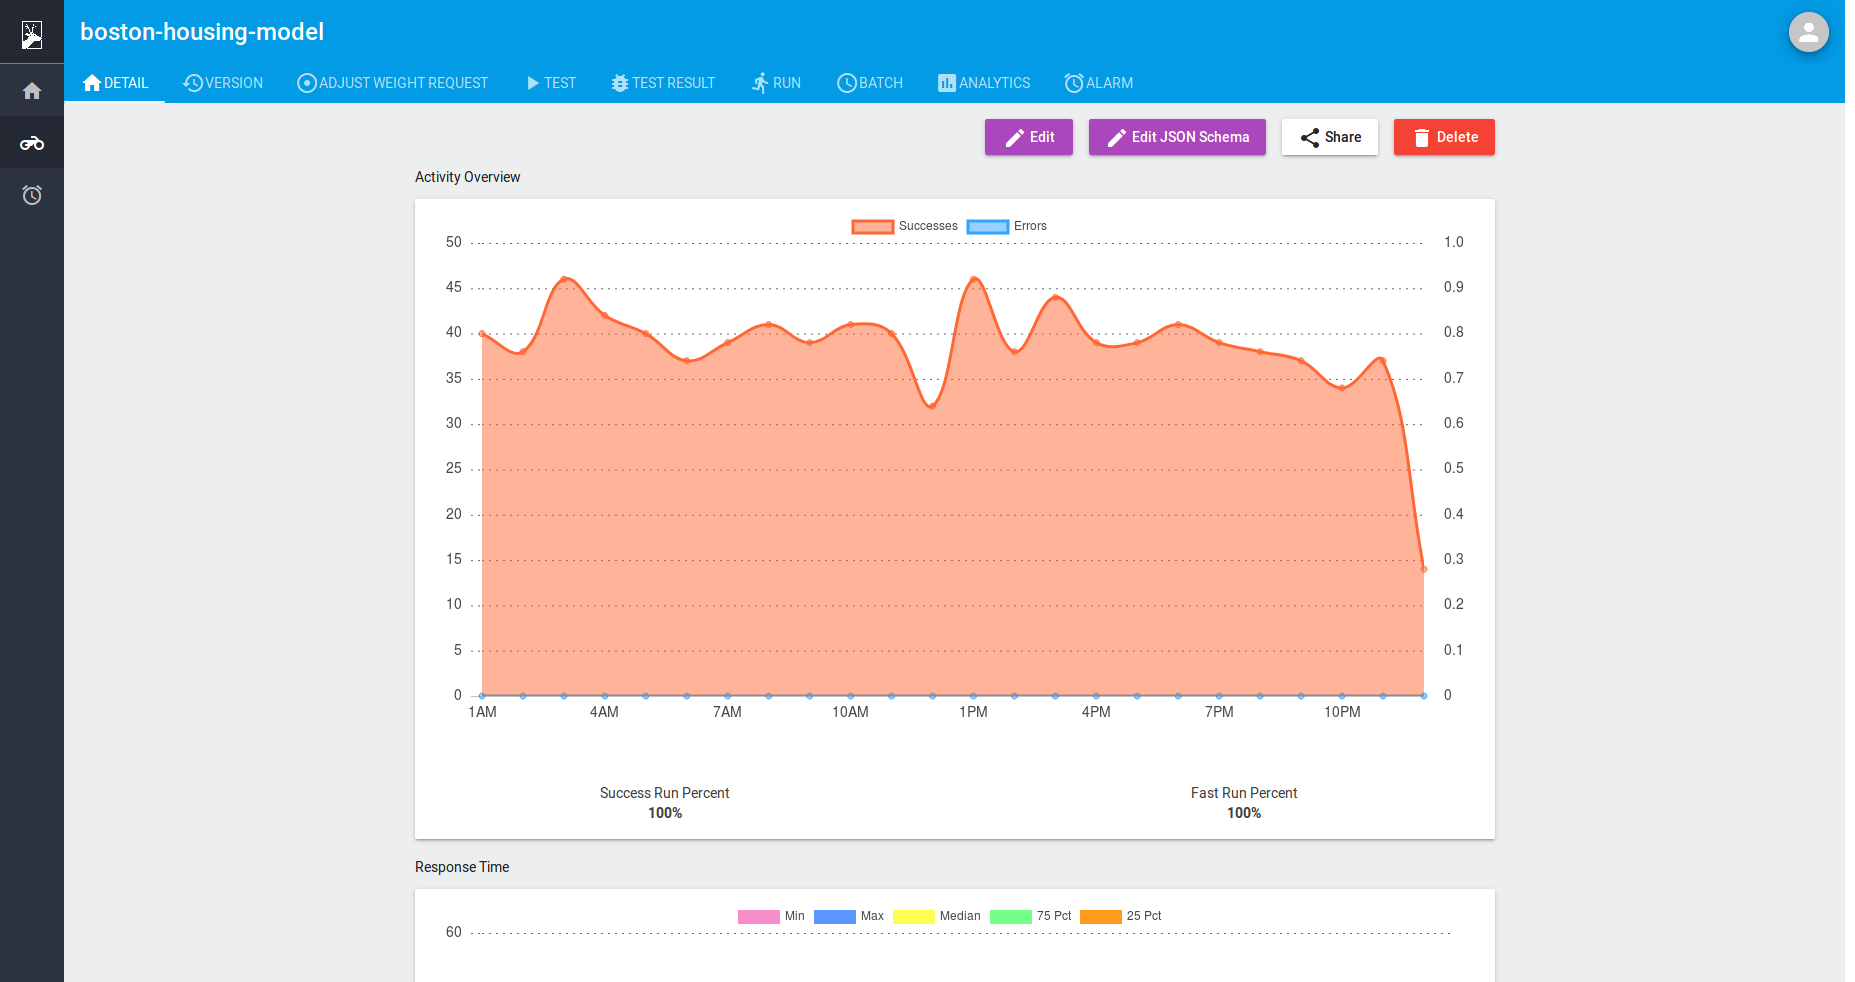 boston-housing-model
DETAIL VERSION ADJUST WEIGHT REQUEST TEST TEST RESULT RUN BATCH ANALYTICS ALARM
Edit Edit JSON Schema Share Delete
Activity Overview
Successes Errors
50 1.0
45 0.9
40 0.8
35 0.7
30 0.6
25 0.5
20 0.4
15 0.3
10 0.2
5 0.1
0 0
1AM 4AM 7AM 10AM 1PM 4PM 7PM 10PM
Success Run Percent Fast Run Percent
100% 100%
Response Time
Min Max Median 75 Pct 25 Pct
60